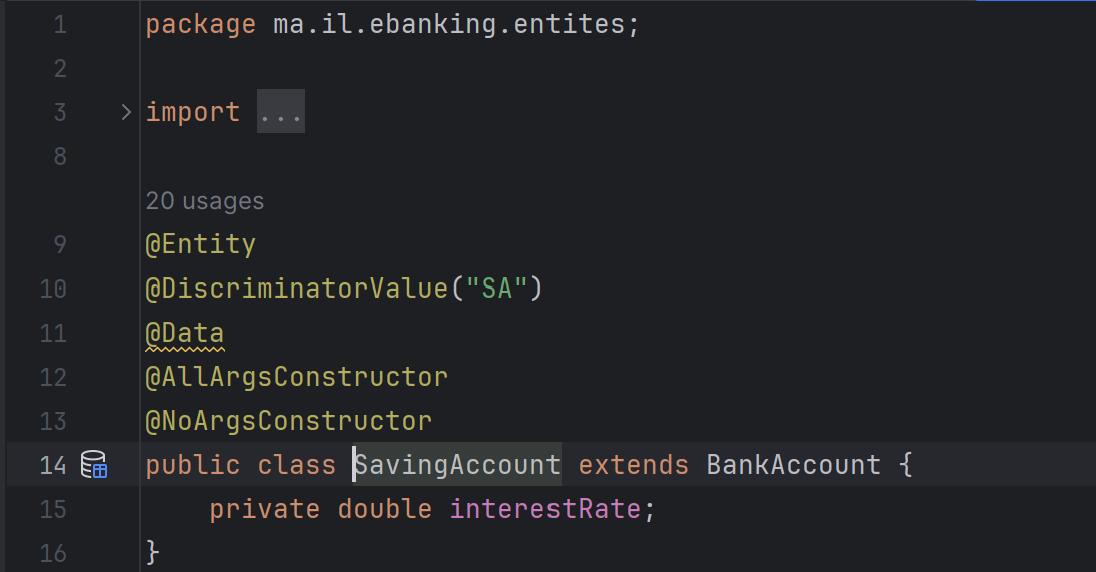 1 package ma.il.ebanking.entites;
2
3 import ...
8
20 usages
9 @Entity
10 @DiscriminatorValue("SA")
11 @Data
12 @AllArgsConstructor
13 @NoArgsConstructor
14 public class SavingAccount extends BankAccount {
15 private double interestRate;
16 }